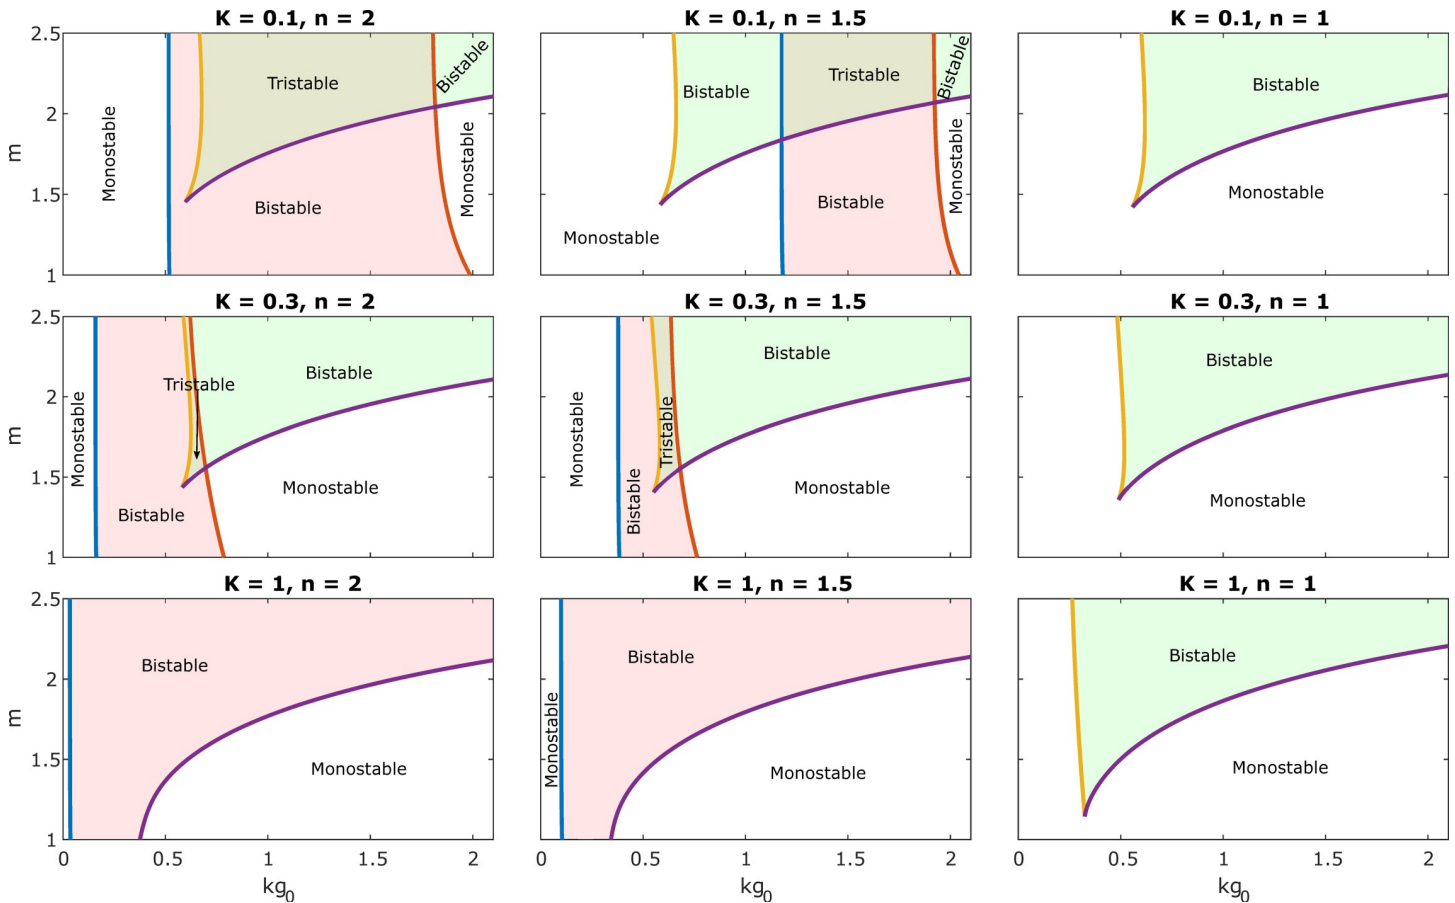 K = 0.1, n = 2
K = 0.1, n = 1.5
K = 0.1, n = 1
2.5
2
1.5
1
m
Monostable
Tristable
Bistable
Bistable
Monostable
Bistable
Tristable
Bistable
Bistable
Monostable
Monostable
Bistable
Monostable
K = 0.3, n = 2
K = 0.3, n = 1.5
K = 0.3, n = 1
2.5
2
1.5
1
m
Monostable
Tristable
Bistable
Bistable
Monostable
Monostable
Bistable
Tristable
Bistable
Monostable
Bistable
Monostable
K = 1, n = 2
K = 1, n = 1.5
K = 1, n = 1
2.5
2
1.5
1
m
Bistable
Monostable
Monostable
Bistable
Monostable
Bistable
Monostable
0 0.5 1 1.5 2
0 0.5 1 1.5 2
0 0.5 1 1.5 2
kg0
kg0
kg0